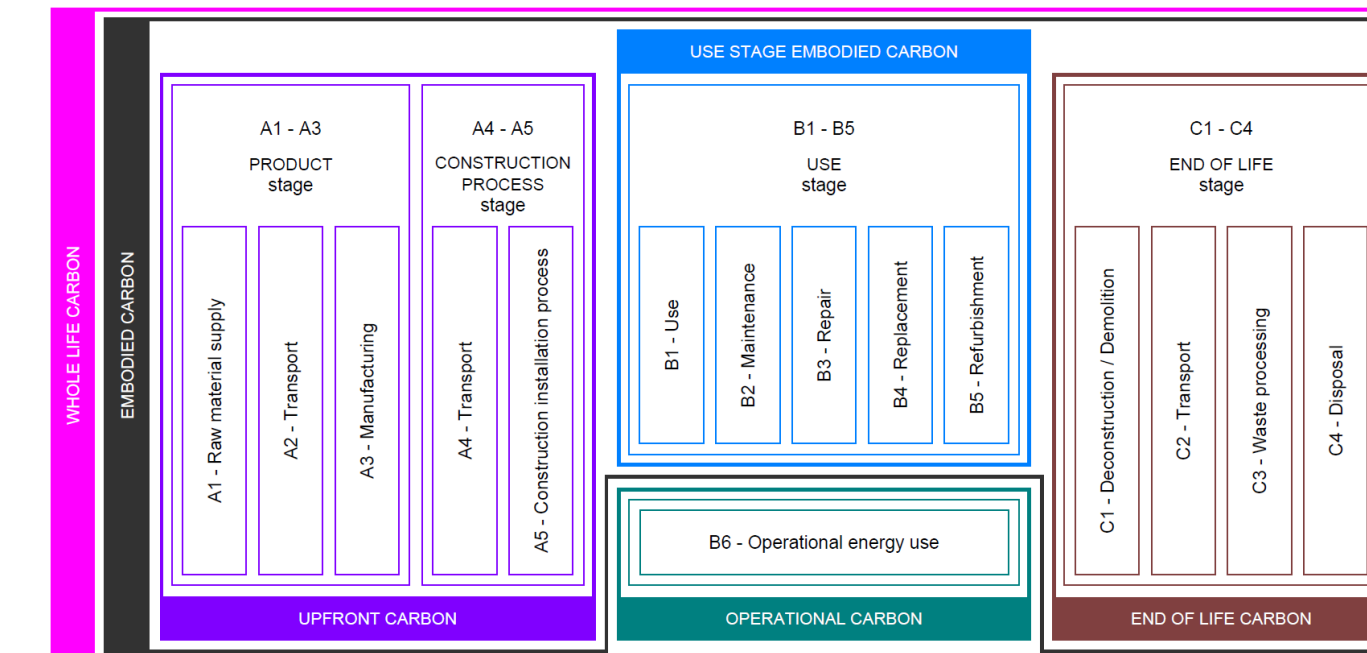 WHOLE LIFE CARBON
EMBODIED CARBON
A1 - A3
PRODUCT
stage
A1 - Raw material supply
A2 - Transport
A3 - Manufacturing
A4 - A5
CONSTRUCTION
PROCESS
stage
A4 - Transport
A5 - Construction installation process
UPFRONT CARBON
USE STAGE EMBODIED CARBON
B1 - B5
USE
stage
B1 - Use
B2 - Maintenance
B3 - Repair
B4 - Replacement
B5 - Refurbishment
B6 - Operational energy use
OPERATIONAL CARBON
C1 - C4
END OF LIFE
stage
C1 - Deconstruction / Demolition
C2 - Transport
C3 - Waste processing
C4 - Disposal
END OF LIFE CARBON